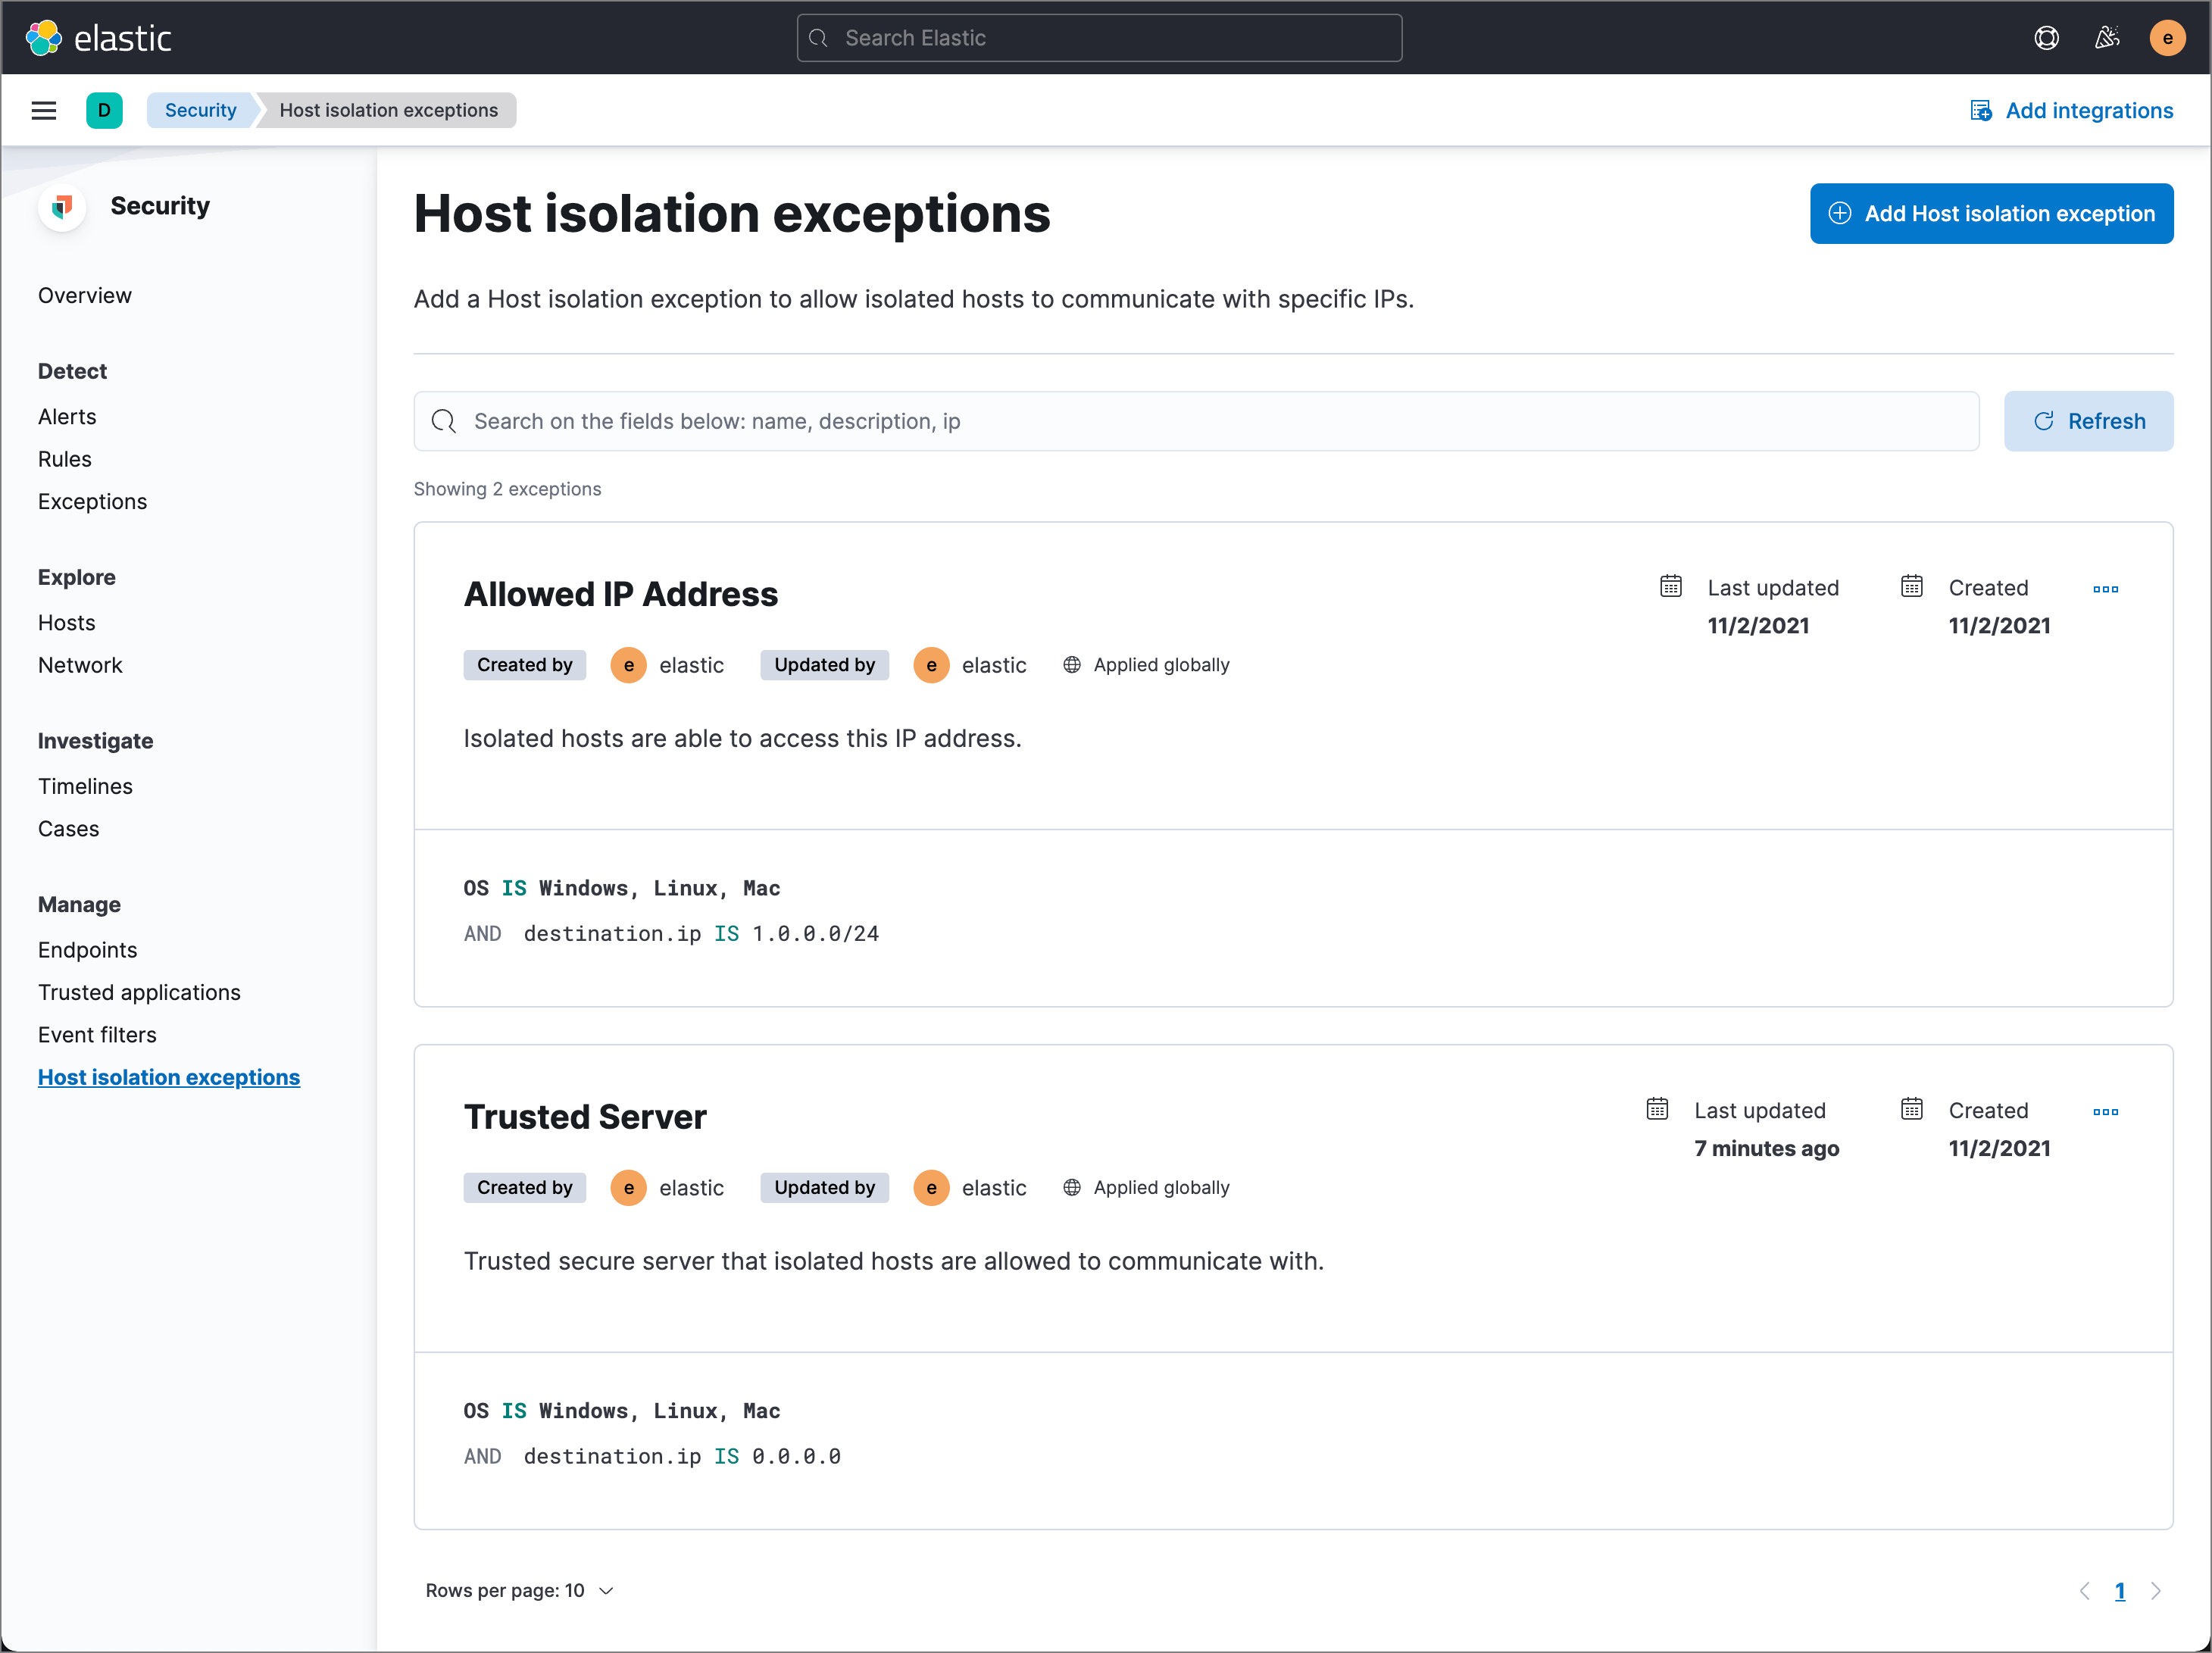 elastic
Search Elastic
e
D
Security
Host isolation exceptions
Add integrations
Security
Overview
Detect
Alerts
Rules
Exceptions
Explore
Hosts
Network
Investigate
Timelines
Cases
Manage
Endpoints
Trusted applications
Event filters
Host isolation exceptions
Host isolation exceptions
Add Host isolation exception
Add a Host isolation exception to allow isolated hosts to communicate with specific IPs.
Search on the fields below: name, description, ip
Refresh
Showing 2 exceptions
Allowed IP Address
Last updated
11/2/2021
Created
11/2/2021
Created by e elastic Updated by e elastic Applied globally
Isolated hosts are able to access this IP address.
OS IS Windows, Linux, Mac
AND destination.ip IS 1.0.0.0/24
Trusted Server
Last updated
7 minutes ago
Created
11/2/2021
Created by e elastic Updated by e elastic Applied globally
Trusted secure server that isolated hosts are allowed to communicate with.
OS IS Windows, Linux, Mac
AND destination.ip IS 0.0.0.0
Rows per page: 10
1